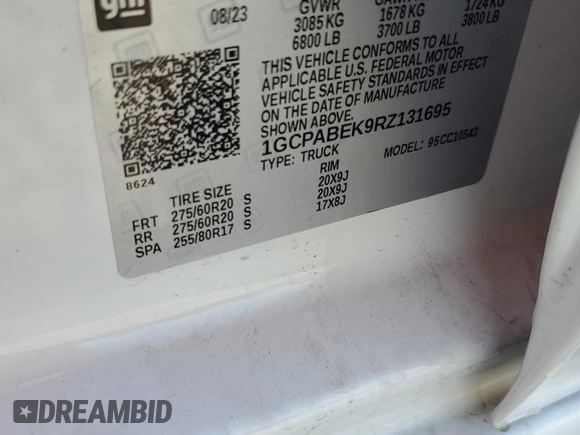 gm
08/23
GVWR 1724 KG
3085 KG 1678 KG 3800 LB
6800 LB 3700 LB
THIS VEHICLE CONFORMS TO ALL
APPLICABLE U.S. FEDERAL MOTOR
VEHICLE SAFETY STANDARDS IN EFFECT
ON THE DATE OF MANUFACTURE
SHOWN ABOVE.
1GCPABEK9RZ131695
TYPE: TRUCK MODEL: 95CC10543
8624
TIRE SIZE RIM
FRT 275/60R20 S 20X9J
RR 275/60R20 S 20X9J
SPA 255/80R17 S 17X8J
DREAMBID